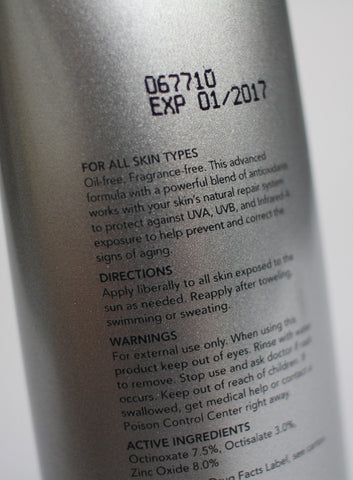 067710
EXP 01/2017
FOR ALL SKIN TYPES
Oil-free. Fragrance-free. This advanced
formula with a powerful blend of antioxidants
works with your skin's natural repair system
to protect against UVA, UVB, and Infrared-A
exposure to help prevent and correct the
signs of aging.
DIRECTIONS
Apply liberally to all skin exposed to the
sun as needed. Reapply after toweling,
swimming or sweating.
WARNINGS
For external use only. When using this
product keep out of eyes. Rinse with water
to remove. Stop use and ask doctor if
occurs. Keep out of reach of children. If
swallowed, get medical help or contact a
Poison Control Center right away.
ACTIVE INGREDIENTS
Octinoxate 7.5%, Octisalate 3.0%,
Zinc Oxide 8.0%
Drug Facts Label, see carton.